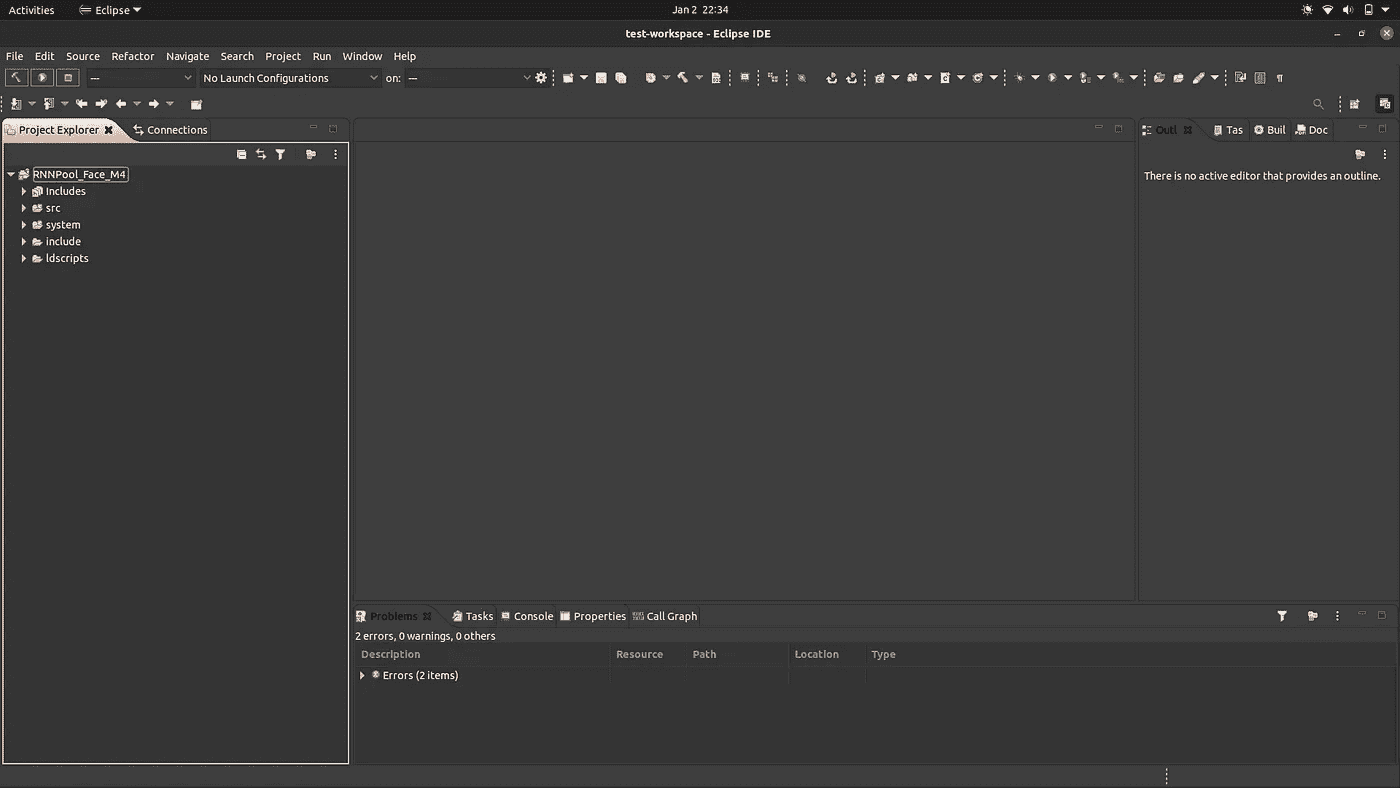 Activities Eclipse Jan 2 22:34
test-workspace - Eclipse IDE
File Edit Source Refactor Navigate Search Project Run Window Help
--- No Launch Configurations on: ---
Project Explorer Connections Outl Tas Buil Doc
RNNPool_Face_M4
Includes
src
system
include
ldscripts
There is no active editor that provides an outline.
Problems Tasks Console Properties Call Graph
2 errors, 0 warnings, 0 others
Description Resource Path Location Type
Errors (2 items)